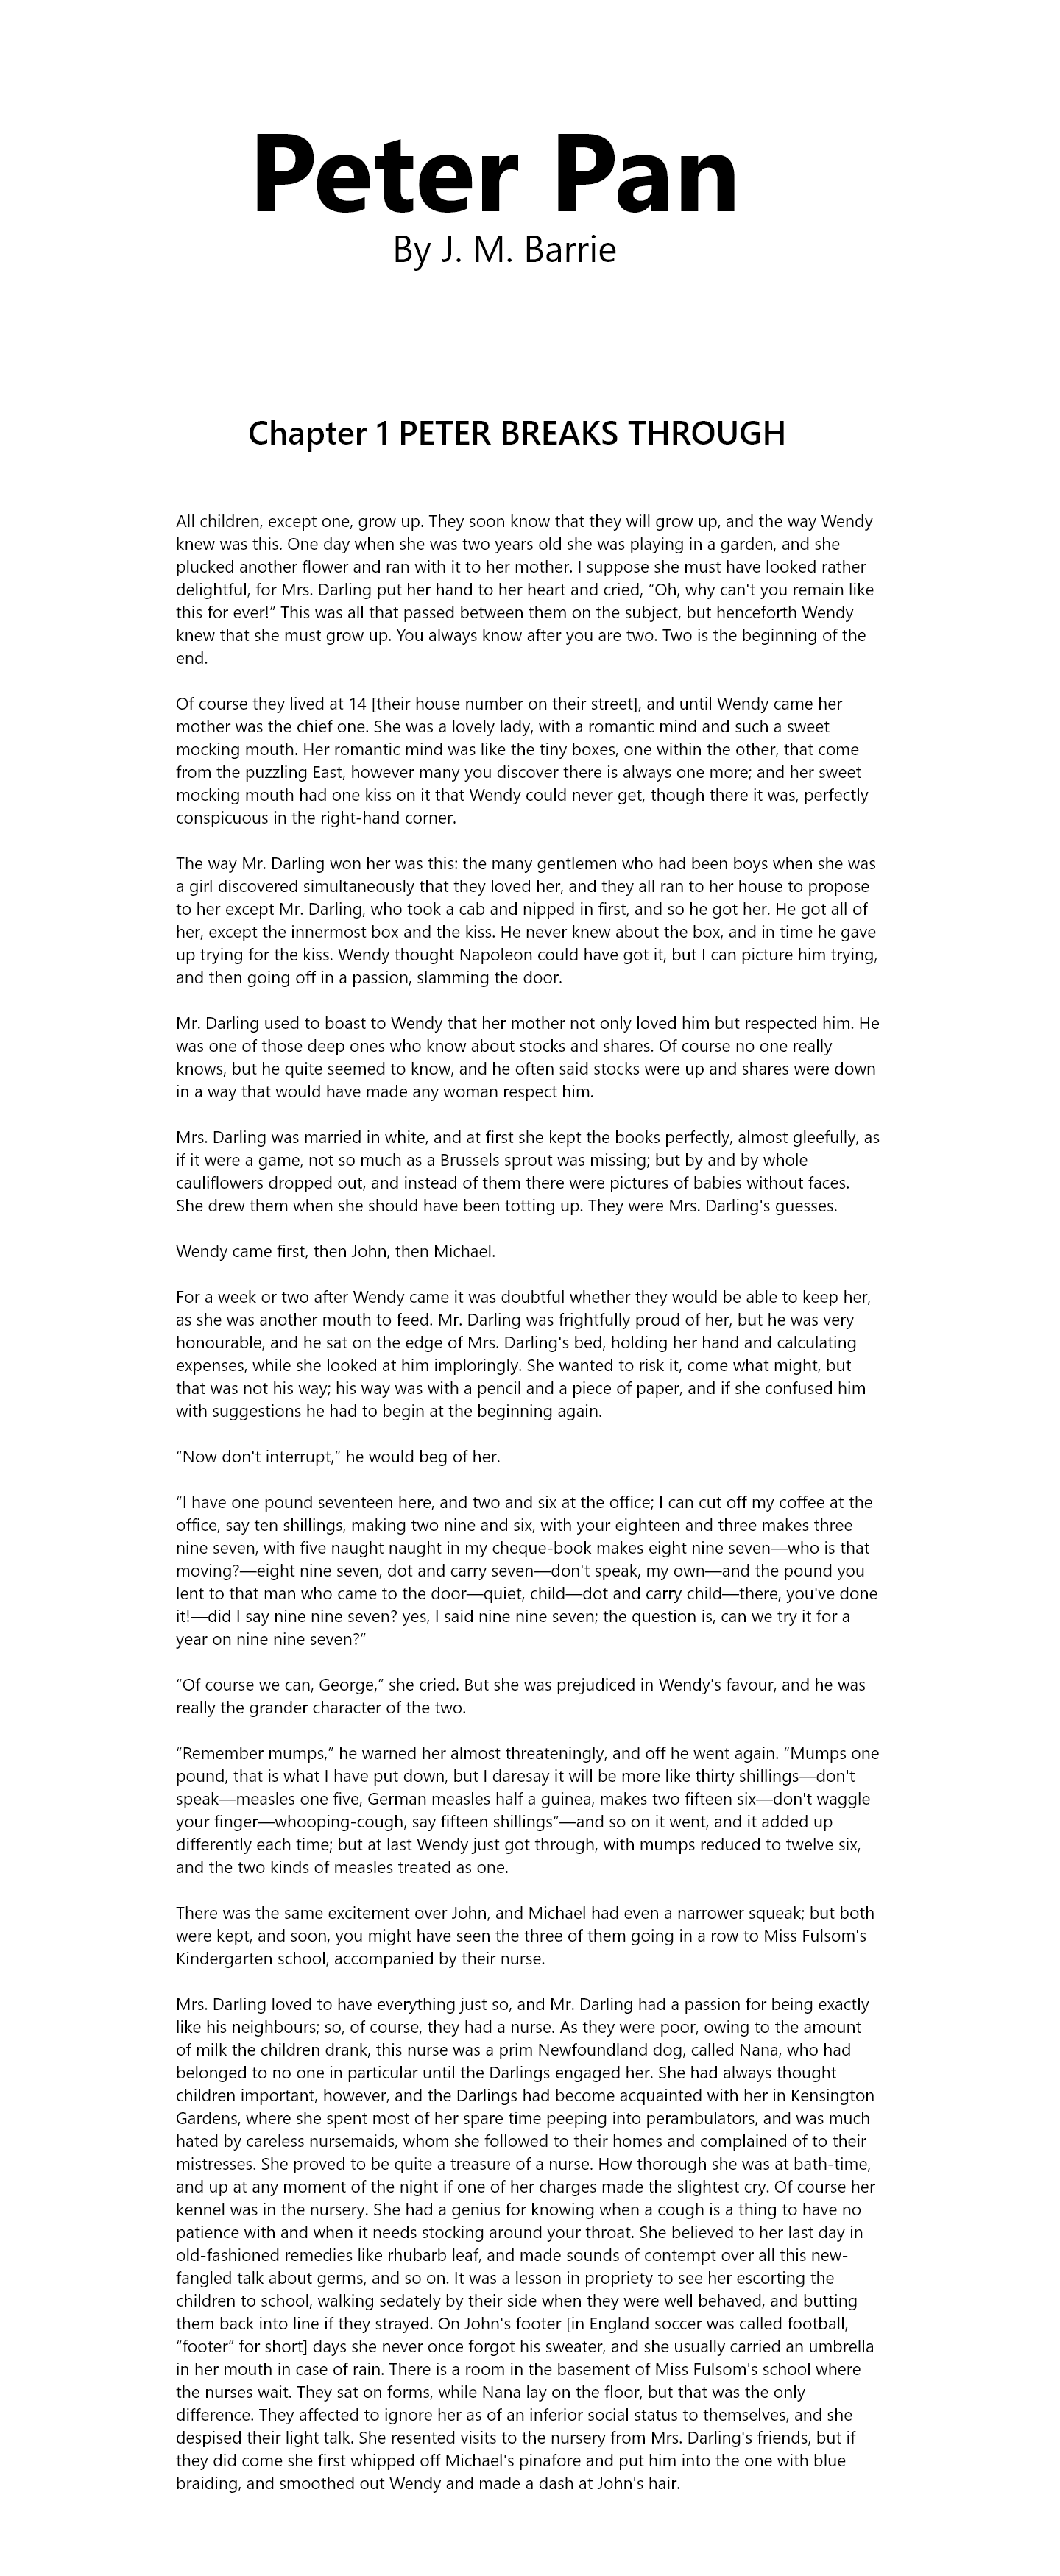 Peter Pan
By J. M. Barrie
Chapter 1 PETER BREAKS THROUGH
All children, except one, grow up. They soon know that they will grow up, and the way Wendy
knew was this. One day when she was two years old she was playing in a garden, and she
plucked another flower and ran with it to her mother. I suppose she must have looked rather
delightful, for Mrs. Darling put her hand to her heart and cried, “Oh, why can't you remain like
this for ever!” This was all that passed between them on the subject, but henceforth Wendy
knew that she must grow up. You always know after you are two. Two is the beginning of the
end.
Of course they lived at 14 [their house number on their street], and until Wendy came her
mother was the chief one. She was a lovely lady, with a romantic mind and such a sweet
mocking mouth. Her romantic mind was like the tiny boxes, one within the other, that come
from the puzzling East, however many you discover there is always one more; and her sweet
mocking mouth had one kiss on it that Wendy could never get, though there it was, perfectly
conspicuous in the right-hand corner.
The way Mr. Darling won her was this: the many gentlemen who had been boys when she was
a girl discovered simultaneously that they loved her, and they all ran to her house to propose
to her except Mr. Darling, who took a cab and nipped in first, and so he got her. He got all of
her, except the innermost box and the kiss. He never knew about the box, and in time he gave
up trying for the kiss. Wendy thought Napoleon could have got it, but I can picture him trying,
and then going off in a passion, slamming the door.
Mr. Darling used to boast to Wendy that her mother not only loved him but respected him. He
was one of those deep ones who know about stocks and shares. Of course no one really
knows, but he quite seemed to know, and he often said stocks were up and shares were down
in a way that would have made any woman respect him.
Mrs. Darling was married in white, and at first she kept the books perfectly, almost gleefully, as
if it were a game, not so much as a Brussels sprout was missing; but by and by whole
cauliflowers dropped out, and instead of them there were pictures of babies without faces.
She drew them when she should have been totting up. They were Mrs. Darling's guesses.
Wendy came first, then John, then Michael.
For a week or two after Wendy came it was doubtful whether they would be able to keep her,
as she was another mouth to feed. Mr. Darling was frightfully proud of her, but he was very
honourable, and he sat on the edge of Mrs. Darling's bed, holding her hand and calculating
expenses, while she looked at him imploringly. She wanted to risk it, come what might, but
that was not his way; his way was with a pencil and a piece of paper, and if she confused him
with suggestions he had to begin at the beginning again.
“Now don't interrupt,” he would beg of her.
“I have one pound seventeen here, and two and six at the office; I can cut off my coffee at the
office, say ten shillings, making two nine and six, with your eighteen and three makes three
nine seven, with five naught naught in my cheque-book makes eight nine seven—who is that
moving?—eight nine seven, dot and carry seven—don't speak, my own—and the pound you
lent to that man who came to the door—quiet, child—dot and carry child—there, you've done
it!—did I say nine nine seven? yes, I said nine nine seven; the question is, can we try it for a
year on nine nine seven?”
“Of course we can, George,” she cried. But she was prejudiced in Wendy's favour, and he was
really the grander character of the two.
“Remember mumps,” he warned her almost threateningly, and off he went again. “Mumps one
pound, that is what I have put down, but I daresay it will be more like thirty shillings—don't
speak—measles one five, German measles half a guinea, makes two fifteen six—don't waggle
your finger—whooping-cough, say fifteen shillings”—and so on it went, and it added up
differently each time; but at last Wendy just got through, with mumps reduced to twelve six,
and the two kinds of measles treated as one.
There was the same excitement over John, and Michael had even a narrower squeak; but both
were kept, and soon, you might have seen the three of them going in a row to Miss Fulsom's
Kindergarten school, accompanied by their nurse.
Mrs. Darling loved to have everything just so, and Mr. Darling had a passion for being exactly
like his neighbours; so, of course, they had a nurse. As they were poor, owing to the amount
of milk the children drank, this nurse was a prim Newfoundland dog, called Nana, who had
belonged to no one in particular until the Darlings engaged her. She had always thought
children important, however, and the Darlings had become acquainted with her in Kensington
Gardens, where she spent most of her spare time peeping into perambulators, and was much
hated by careless nursemaids, whom she followed to their homes and complained of to their
mistresses. She proved to be quite a treasure of a nurse. How thorough she was at bath-time,
and up at any moment of the night if one of her charges made the slightest cry. Of course her
kennel was in the nursery. She had a genius for knowing when a cough is a thing to have no
patience with and when it needs stocking around your throat. She believed to her last day in
old-fashioned remedies like rhubarb leaf, and made sounds of contempt over all this new-
fangled talk about germs, and so on. It was a lesson in propriety to see her escorting the
children to school, walking sedately by their side when they were well behaved, and butting
them back into line if they strayed. On John's footer [in England soccer was called football,
“footer” for short] days she never once forgot his sweater, and she usually carried an umbrella
in her mouth in case of rain. There is a room in the basement of Miss Fulsom's school where
the nurses wait. They sat on forms, while Nana lay on the floor, but that was the only
difference. They affected to ignore her as of an inferior social status to themselves, and she
despised their light talk. She resented visits to the nursery from Mrs. Darling's friends, but if
they did come she first whipped off Michael's pinafore and put him into the one with blue
braiding, and smoothed out Wendy and made a dash at John's hair.